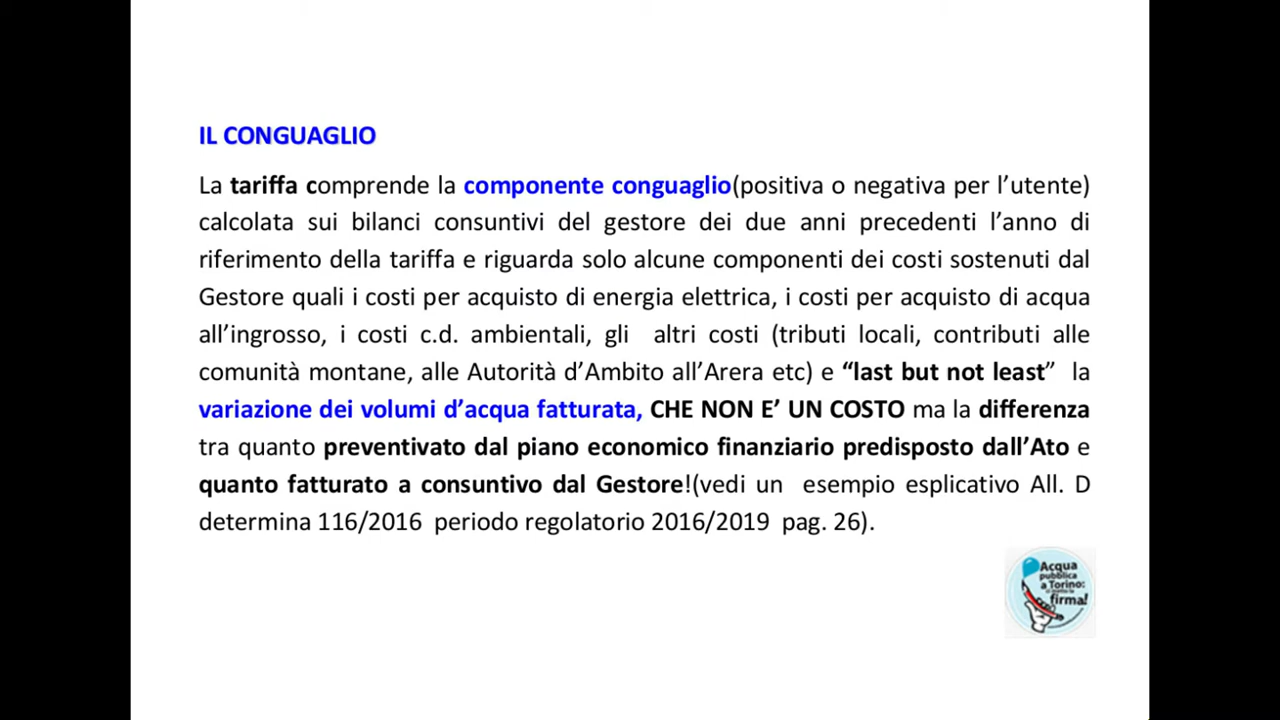 IL CONGUAGLIO
La tariffa comprende la componente conguaglio(positiva o negativa per l’utente)
calcolata sui bilanci consuntivi del gestore dei due anni precedenti l’anno di
riferimento della tariffa e riguarda solo alcune componenti dei costi sostenuti dal
Gestore quali i costi per acquisto di energia elettrica, i costi per acquisto di acqua
all’ingrosso, i costi c.d. ambientali, gli altri costi (tributi locali, contributi alle
comunità montane, alle Autorità d’Ambito all’Arera etc) e “last but not least” la
variazione dei volumi d’acqua fatturata, CHE NON E’ UN COSTO ma la differenza
tra quanto preventivato dal piano economico finanziario predisposto dall’Ato e
quanto fatturato a consuntivo dal Gestore!(vedi un esempio esplicativo All. D
determina 116/2016 periodo regolatorio 2016/2019 pag. 26).
Acqua
pubblica
a Torino:
firma!